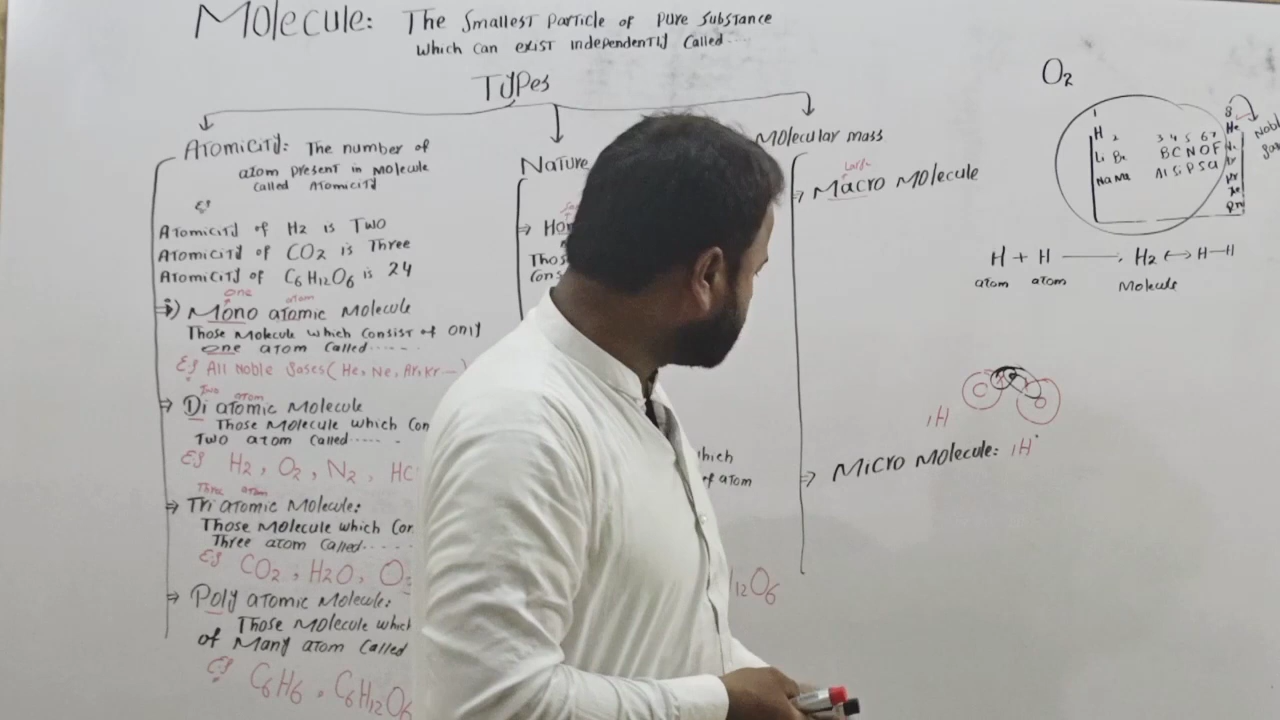 Molecule: The Smallest Particle of Pure Substance
Which can exist independently Called....
Types
Atomicity: The number of
atom present in Molecule
Called Atomicity
Eg
Atomicity of H2 is Two
Atomicity of CO2 is Three
Atomicity of C6H12O6 is 24
one atom
i) Mono atomic Molecule
Those Molecule which consist of only
one atom Called......
Eg All Noble gases (He, Ne, Ar, Kr —)
Two atom
Di atomic Molecule
Those Molecule which Con
Two atom Called.....
Eg H2, O2, N2, HC
Three atom
Tri atomic Molecule:
Those Molecule which Con
Three atom Called.....
Eg CO2, H2O, O
Poly atomic Molecule:
Those Molecule which
of Many atom Called
Eg C6H6, C6H12O6
Nature
Ho
Thos
Cons
hich
of atom
12O6
Molecular mass
Large
Macro Molecule
Micro Molecule:
O2
1 8
H 2 3 4 5 6 7 He
Li Be B C N O F
Na Al Si P S Cl
Noble
gas
H + H → H2 ↔ H—H
atom atom Molecule
1H
1H